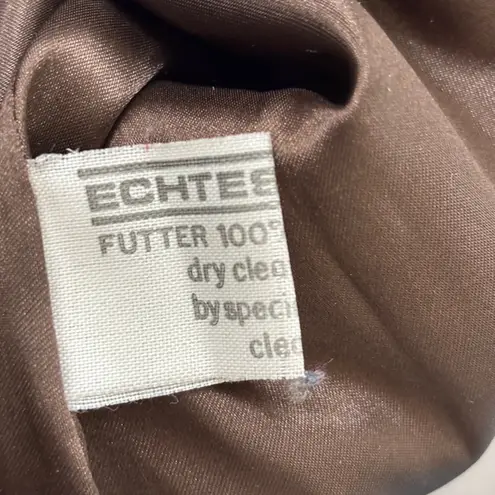 ECHTES
FUTTER 100%
dry clea
by speci
clea